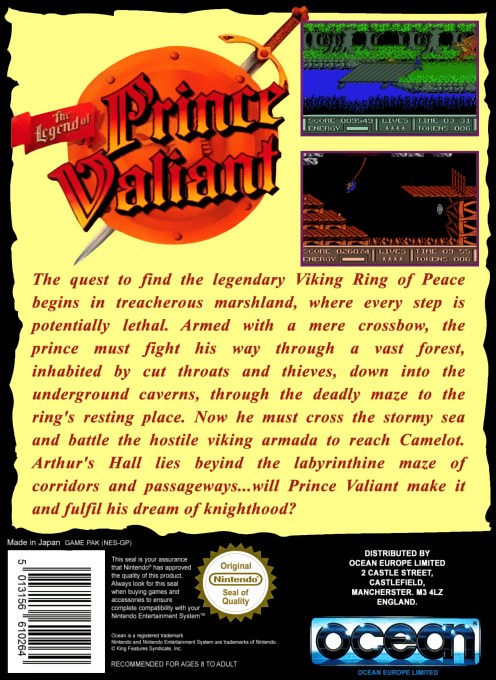 The
Legend of
Prince
Valiant
SCORE 009549 LIVES TIME 03:31
ENERGY TOKENS 006
SCORE 026074 LIVES TIME 09:55
ENERGY TOKENS 006
The quest to find the legendary Viking Ring of Peace
begins in treacherous marshland, where every step is
potentially lethal. Armed with a mere crossbow, the
prince must fight his way through a vast forest,
inhabited by cut throats and thieves, down into the
underground caverns, through the deadly maze to the
ring's resting place. Now he must cross the stormy sea
and battle the hostile viking armada to reach Camelot.
Arthur's Hall lies beyind the labyrinthine maze of
corridors and passageways...will Prince Valiant make it
and fulfil his dream of knighthood?
Made in Japan GAME PAK (NES-GP)
5 013156 610264
This seal is your assurance
that Nintendo® has approved
the quality of this product.
Always look for this seal
when buying games and
accessories to ensure
complete compatibility with your
Nintendo Entertainment System™
Original
Nintendo®
Seal of
Quality
Ocean is a registered trademark.
Nintendo and Nintendo Entertainment System are trademarks of Nintendo.
© King Features Syndicate, Inc.
RECOMMENDED FOR AGES 8 TO ADULT
DISTRIBUTED BY
OCEAN EUROPE LIMITED
2 CASTLE STREET,
CASTLEFIELD,
MANCHERSTER. M3 4LZ
ENGLAND.
ocean®
OCEAN EUROPE LIMITED